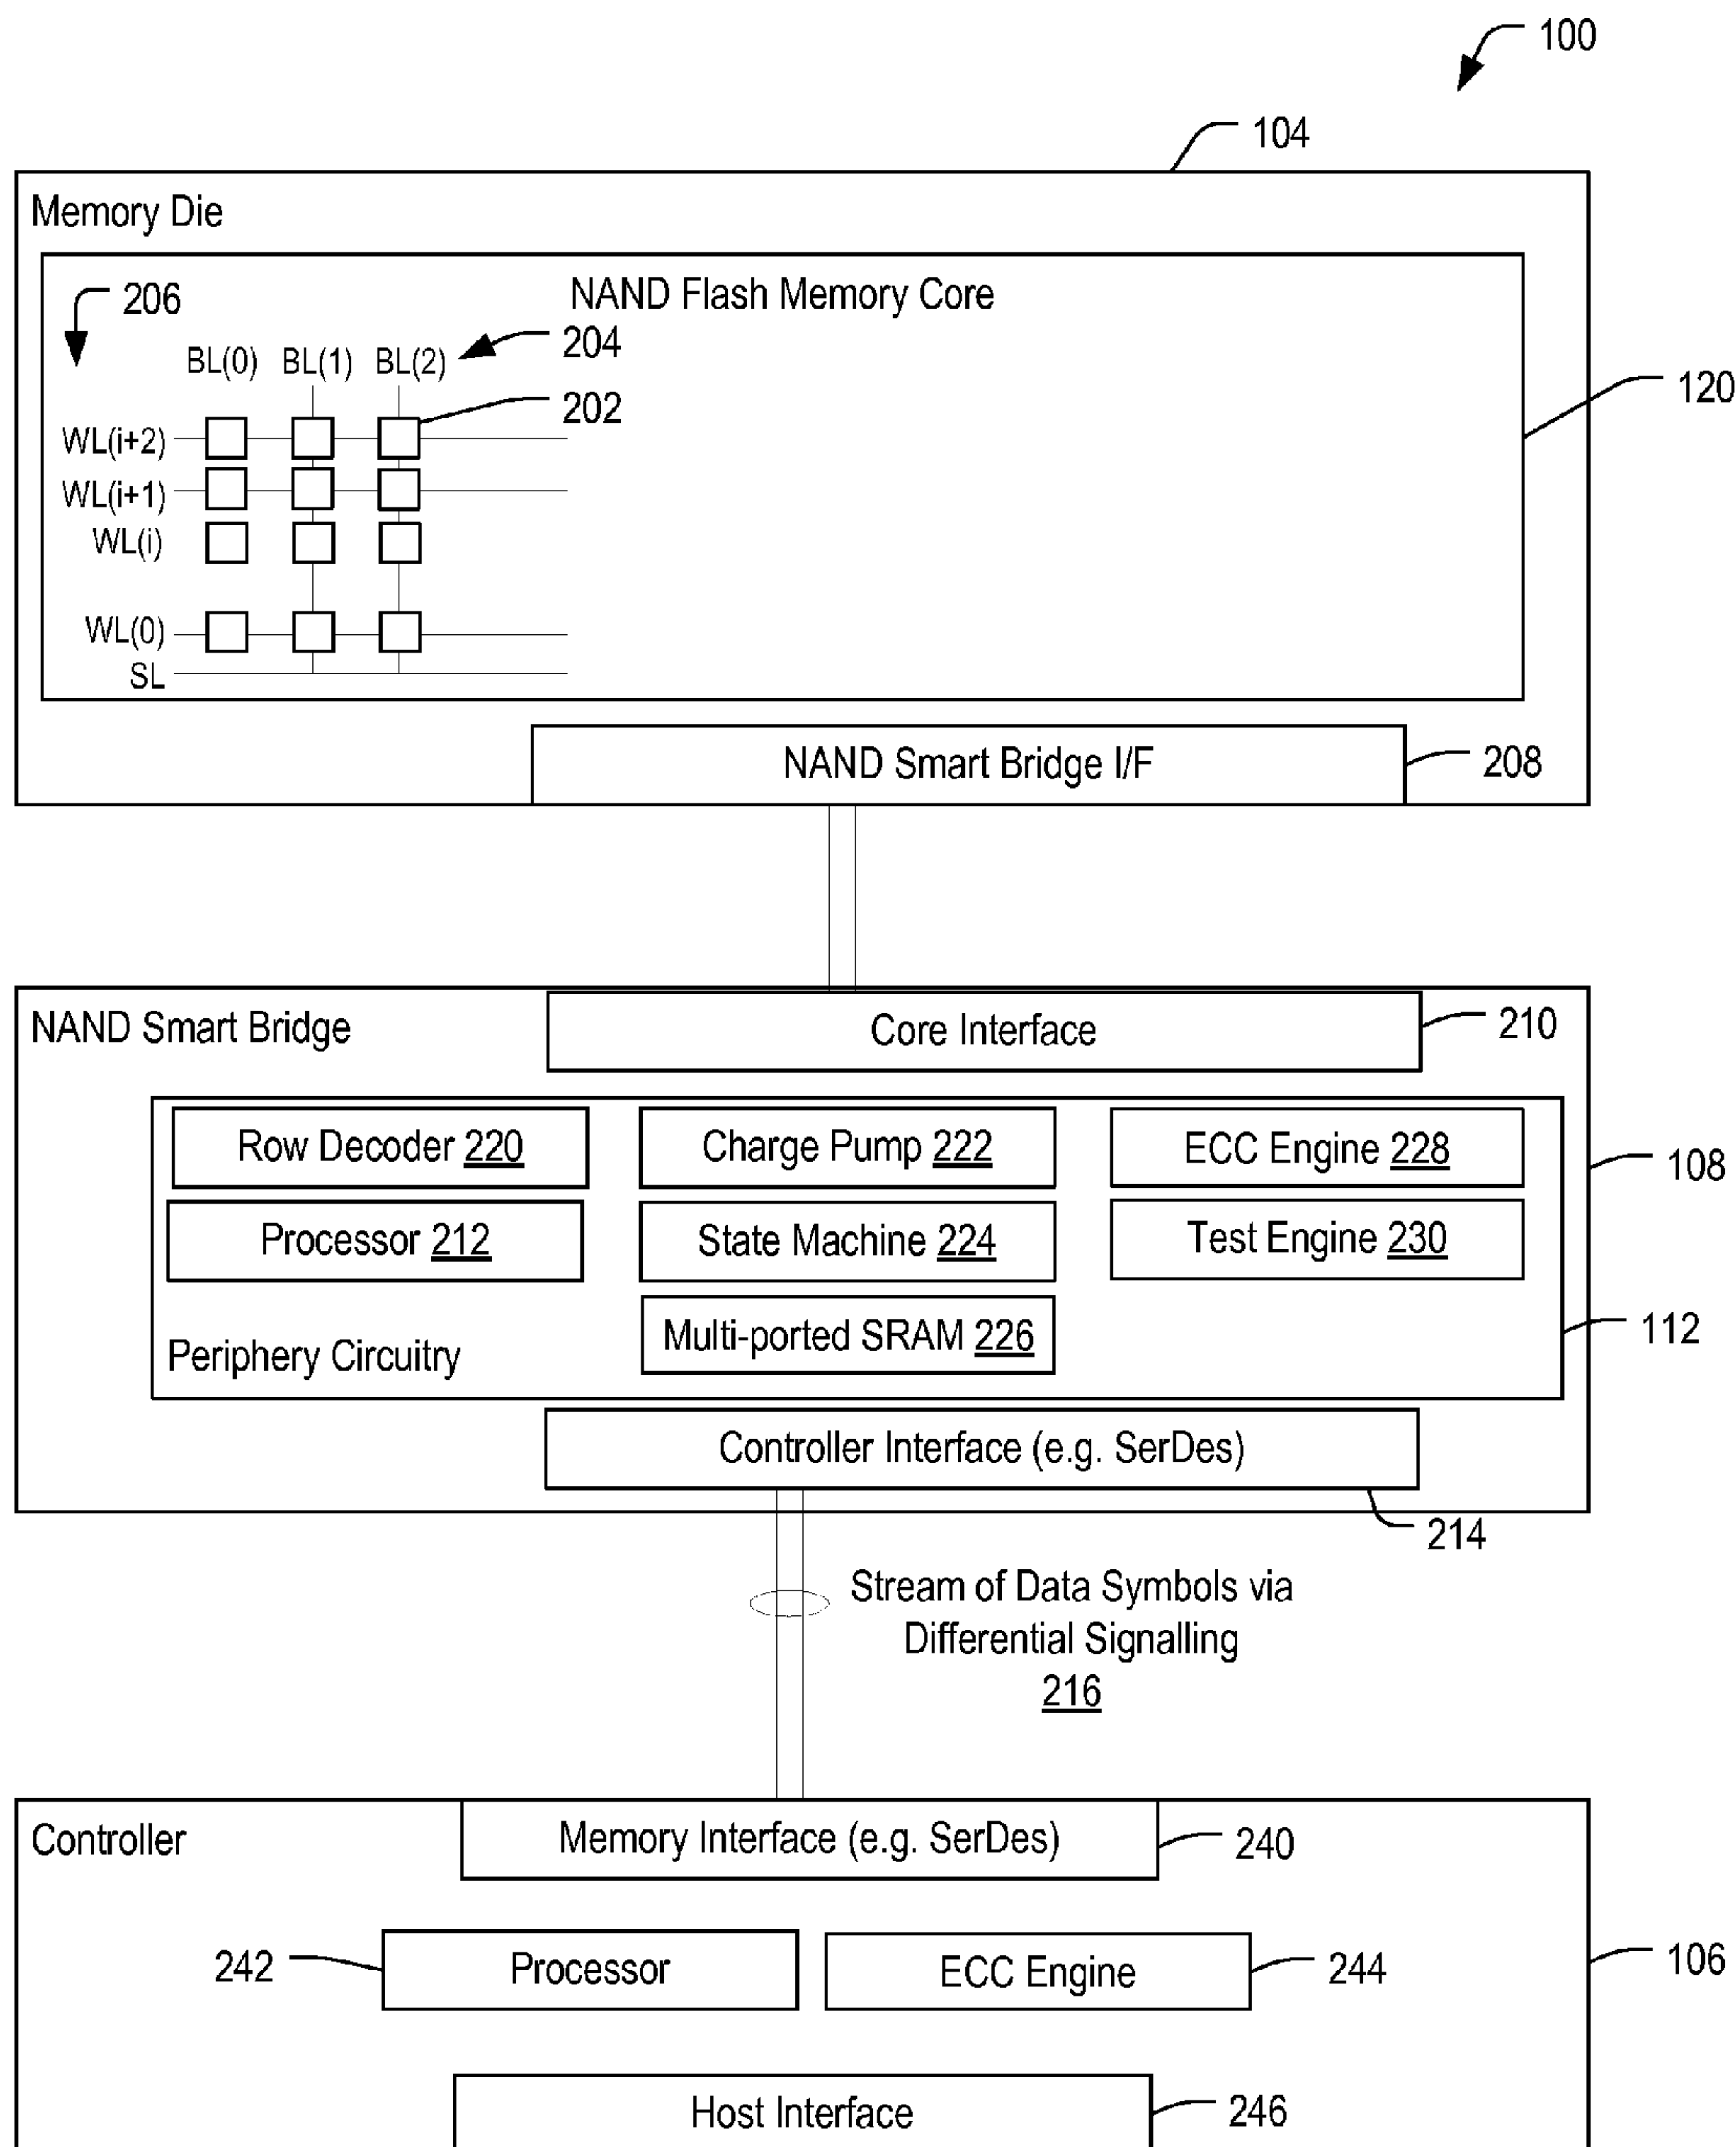 100
104
Memory Die
206
NAND Flash Memory Core
204
BL(0) BL(1) BL(2)
120
202
WL(i+2)
WL(i+1)
WL(i)
WL(0)
SL
NAND Smart Bridge I/F
208
NAND Smart Bridge
Core Interface
210
Row Decoder 220
Charge Pump 222
ECC Engine 228
108
Processor 212
State Machine 224
Test Engine 230
Multi-ported SRAM 226
112
Periphery Circuitry
Controller Interface (e.g. SerDes)
214
Stream of Data Symbols via
Differential Signalling
216
Controller
Memory Interface (e.g. SerDes)
240
242
Processor
ECC Engine
244
106
Host Interface
246